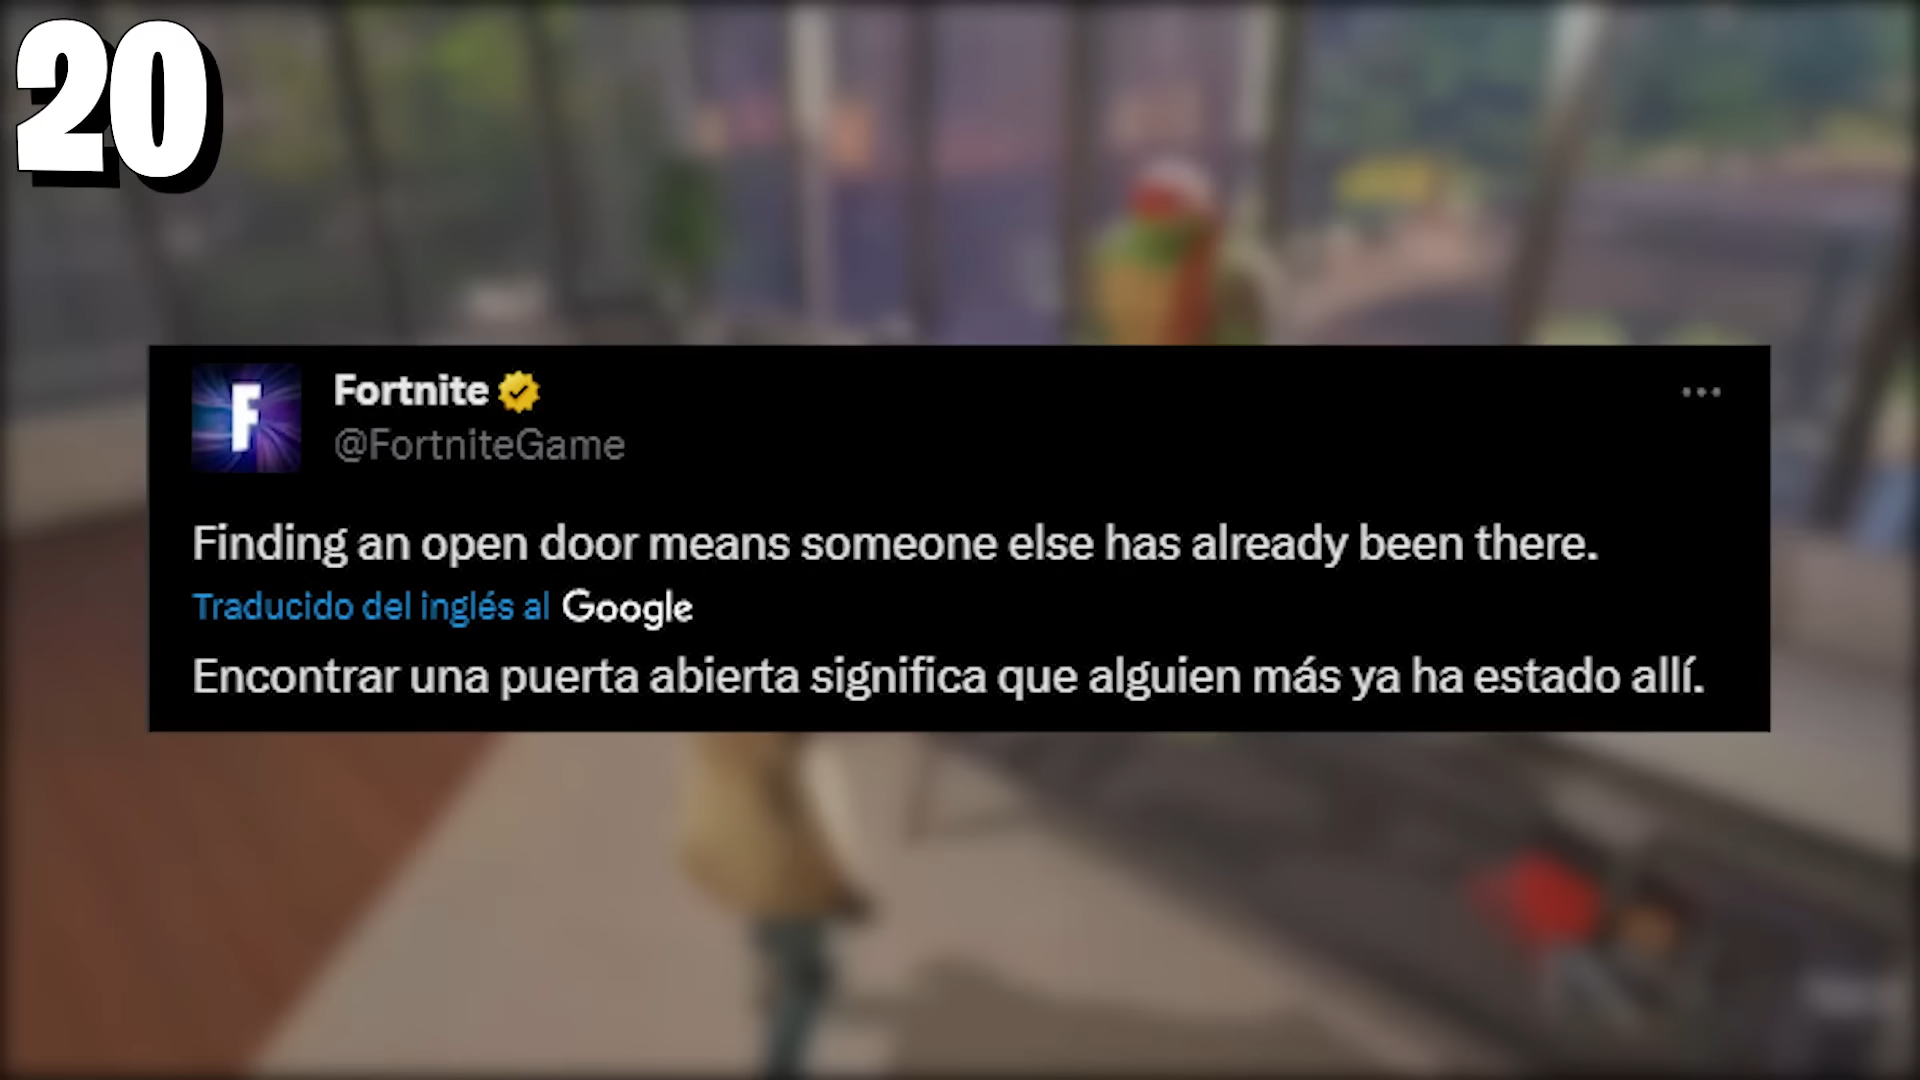 20
Fortnite
@FortniteGame
Finding an open door means someone else has already been there.
Traducido del inglés al Google
Encontrar una puerta abierta significa que alguien más ya ha estado allí.